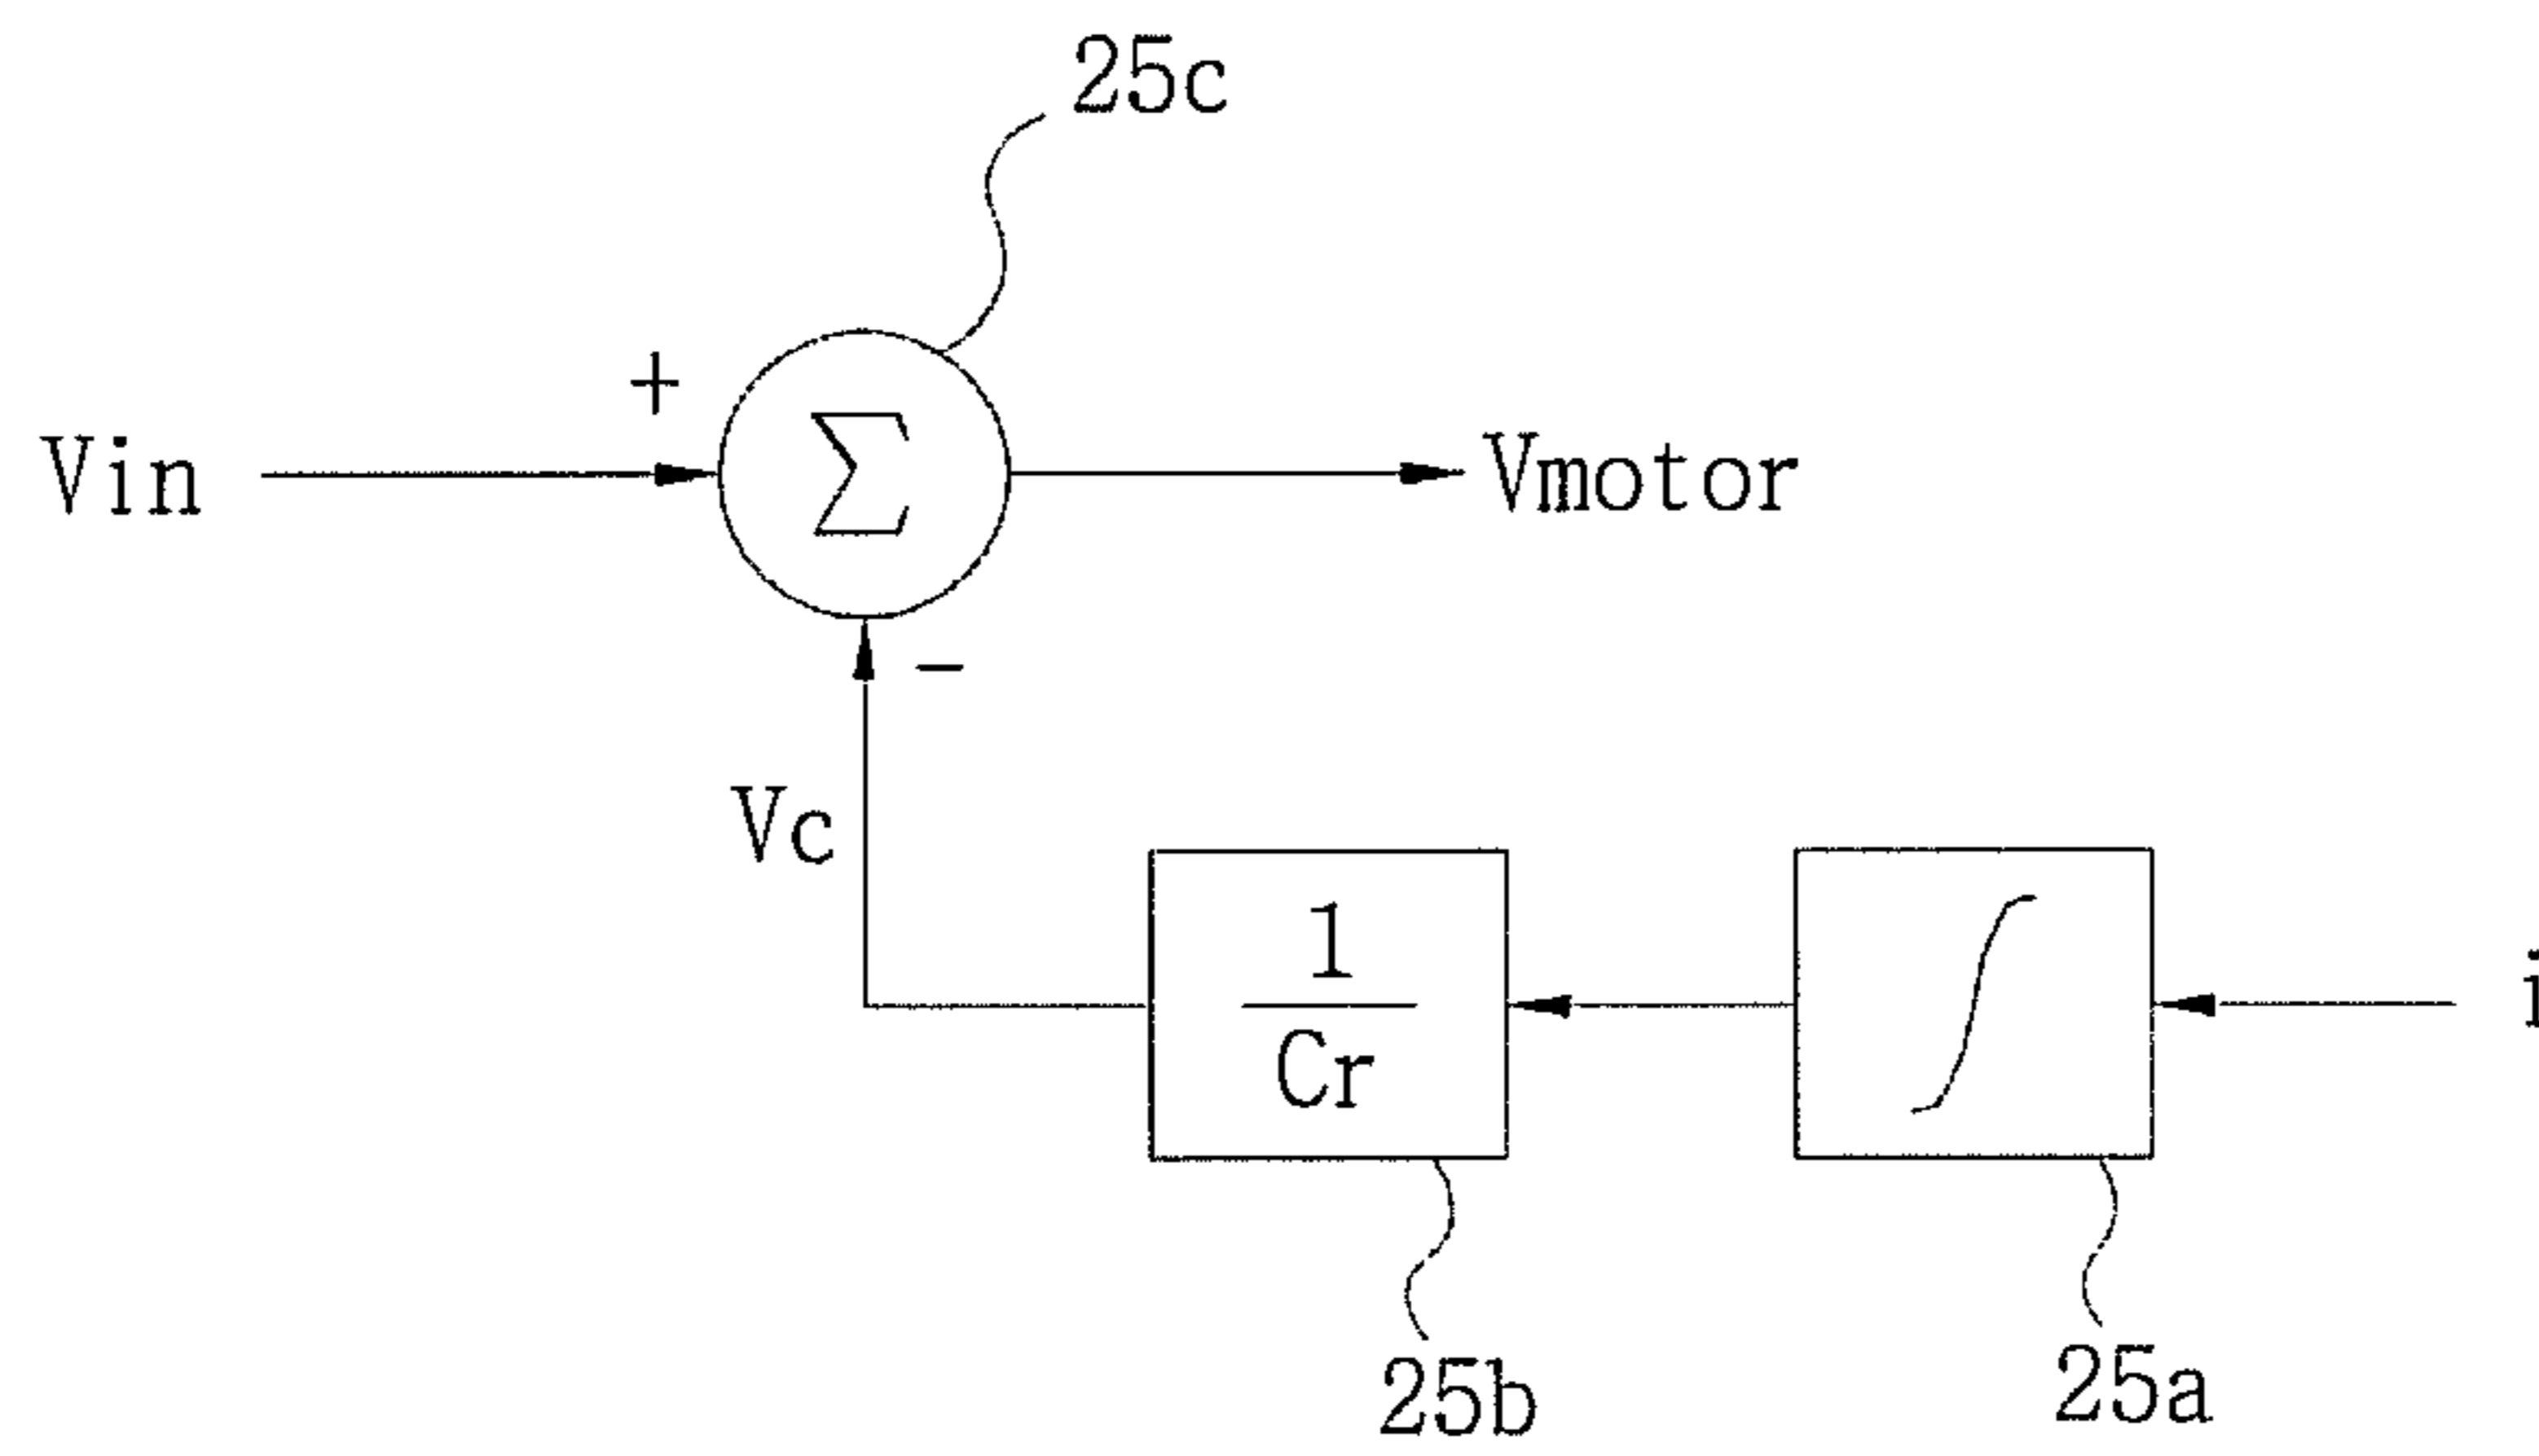 25c
+
Vin
Σ
Vmotor
-
Vc
1
Cr
∫
i
25b
25a